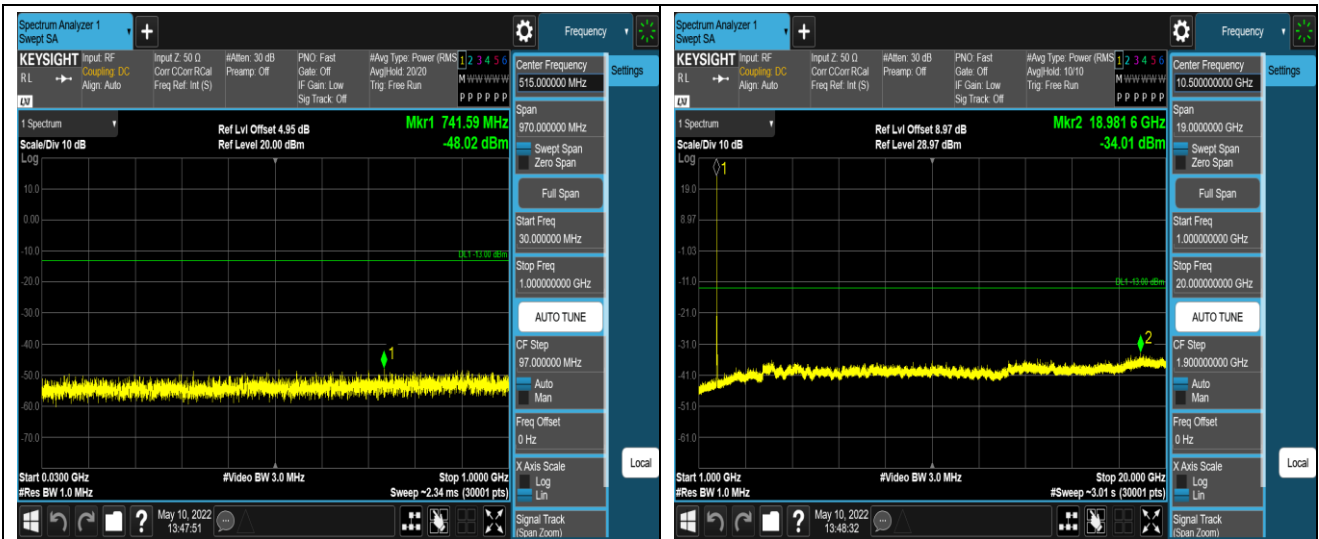 Spectrum Analyzer 1
Swept SA
+
Frequency
KEYSIGHT Input: RF
RL
Coupling: DC
Align: Auto
LXI
Input Z: 50 Ω
Corr CCorr RCal
Freq Ref: Int (S)
#Atten: 30 dB
Preamp: Off
PNO: Fast
Gate: Off
IF Gain: Low
Sig Track: Off
#Avg Type: Power (RMS
Avg|Hold: 20/20
Trig: Free Run
1 2 3 4 5 6
M W W W W W
P P P P P P
Center Frequency
515.000000 MHz
Settings
1 Spectrum
Scale/Div 10 dB
Log
Ref Lvl Offset 4.95 dB
Ref Level 20.00 dBm
Mkr1 741.59 MHz
-48.02 dBm
10.0
0.00
-10.0
-20.0
-30.0
-40.0
-50.0
-60.0
-70.0
DL1 -13.00 dBm
1
Start 0.0300 GHz
#Res BW 1.0 MHz
#Video BW 3.0 MHz
Stop 1.0000 GHz
Sweep ~2.34 ms (30001 pts)
Span
970.000000 MHz
Swept Span
Zero Span
Full Span
Start Freq
30.000000 MHz
Stop Freq
1.000000000 GHz
AUTO TUNE
CF Step
97.000000 MHz
Auto
Man
Freq Offset
0 Hz
X Axis Scale
Log
Lin
Signal Track
(Span Zoom)
Local
?
May 10, 2022
13:47:51
Spectrum Analyzer 1
Swept SA
+
Frequency
KEYSIGHT Input: RF
RL
Coupling: DC
Align: Auto
LXI
Input Z: 50 Ω
Corr CCorr RCal
Freq Ref: Int (S)
#Atten: 30 dB
Preamp: Off
PNO: Fast
Gate: Off
IF Gain: Low
Sig Track: Off
#Avg Type: Power (RMS
Avg|Hold: 10/10
Trig: Free Run
1 2 3 4 5 6
M W W W W W
P P P P P P
Center Frequency
10.500000000 GHz
Settings
1 Spectrum
Scale/Div 10 dB
Log
Ref Lvl Offset 8.97 dB
Ref Level 28.97 dBm
Mkr2 18.981 6 GHz
-34.01 dBm
1
19.0
8.97
-1.03
-11.0
-21.0
-31.0
-41.0
-51.0
-61.0
DL1 -13.00 dBm
2
Start 1.000 GHz
#Res BW 1.0 MHz
#Video BW 3.0 MHz
Stop 20.000 GHz
#Sweep ~3.01 s (30001 pts)
Span
19.0000000 GHz
Swept Span
Zero Span
Full Span
Start Freq
1.000000000 GHz
Stop Freq
20.000000000 GHz
AUTO TUNE
CF Step
1.900000000 GHz
Auto
Man
Freq Offset
0 Hz
X Axis Scale
Log
Lin
Signal Track
(Span Zoom)
Local
?
May 10, 2022
13:48:32